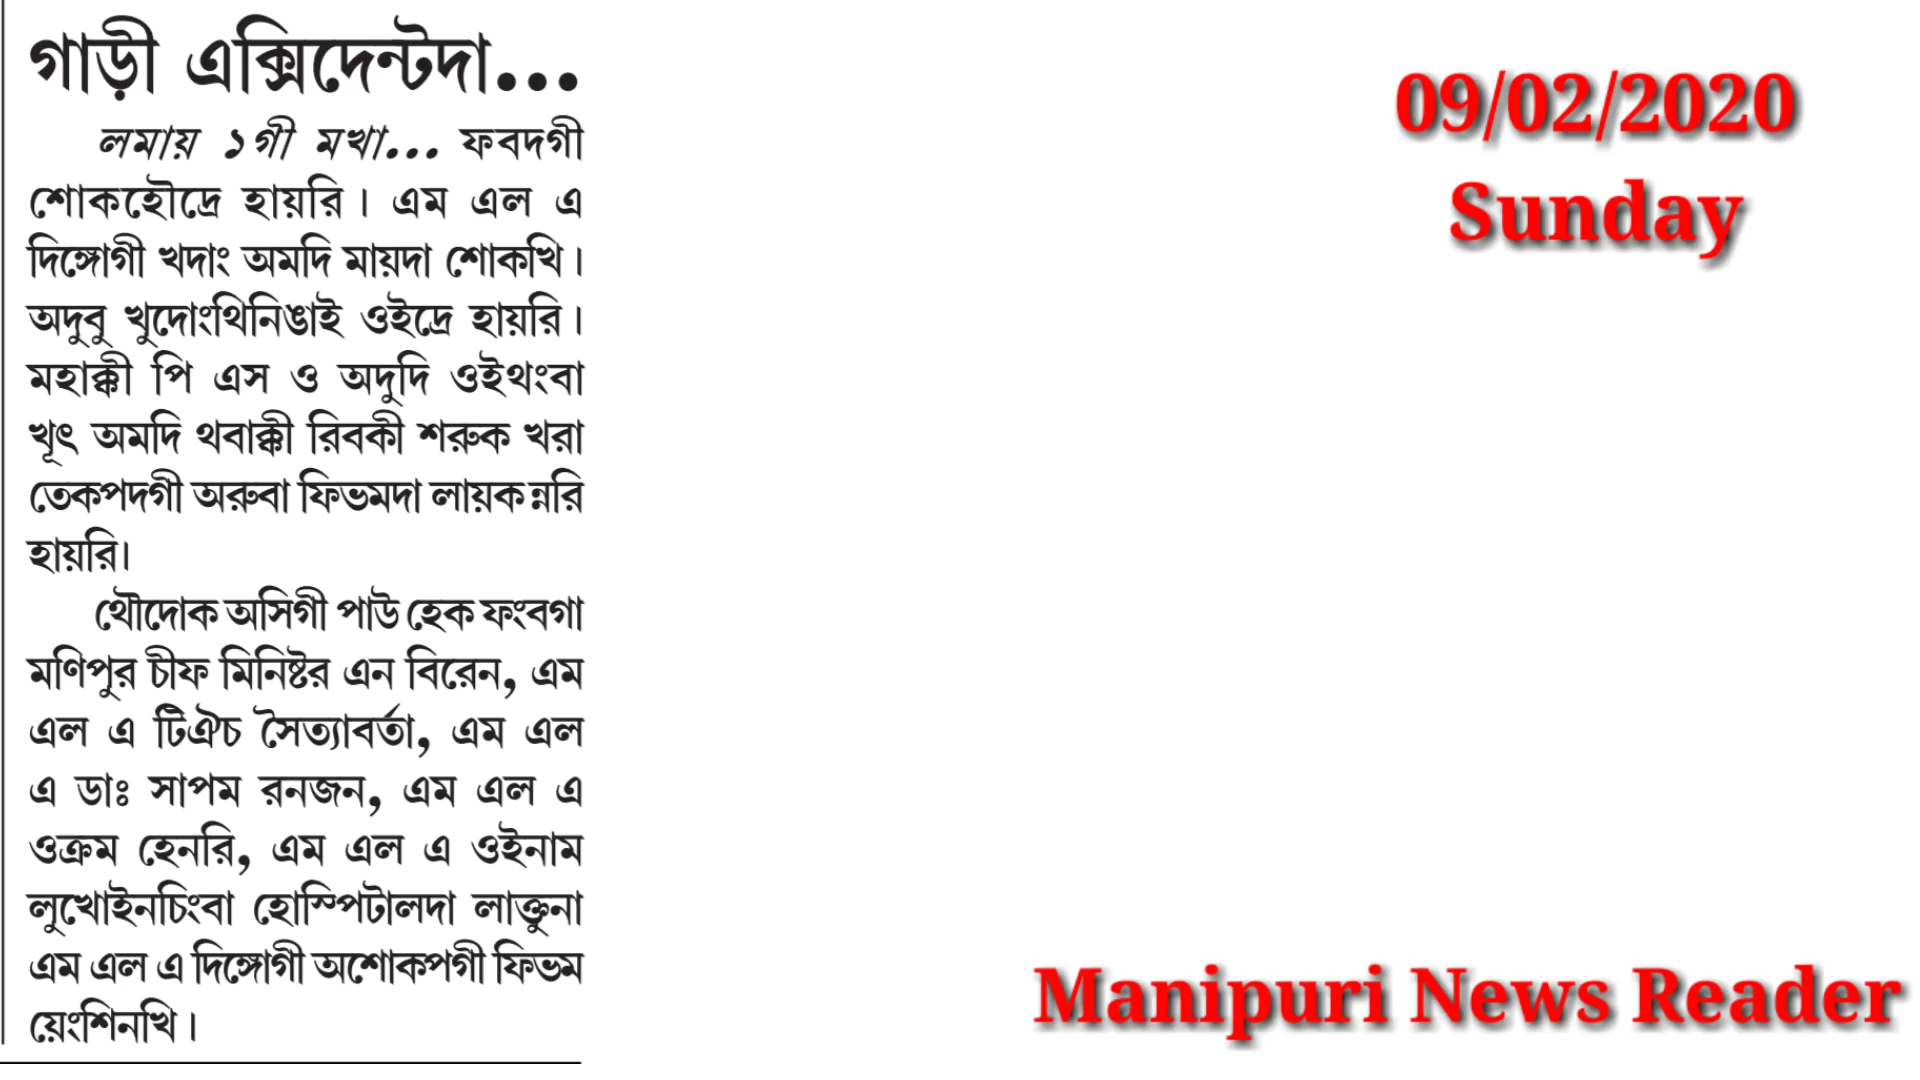 গাড়ী এক্সিদেন্টদা...
লমায় ১গী মখা... ফবদগী
শোকহৌদ্রে হায়রি। এম এল এ
দিঙ্গোগী খদাং অমদি মায়দা শোকখি।
অদুবু খুদোংথিনিঙাই ওইদ্রে হায়রি।
মহাক্কী পি এস ও অদুদি ওইথংবা
খূৎ অমদি থবাক্কী রিবকী শরুক খরা
তেকপদগী অরুবা ফিভমদা লায়কন্নরি
হায়রি।
থৌদোক অসিগী পাউ হেক ফংবগা
মণিপুর চীফ মিনিষ্টর এন বিরেন, এম
এল এ টিঐচ সৈত্যাবর্তা, এম এল
এ ডাঃ সাপম রনজন, এম এল এ
ওক্রম হেনরি, এম এল এ ওইনাম
লুখোইনচিংবা হোস্পিটালদা লাক্তুনা
এম এল এ দিঙ্গোগী অশোকপগী ফিভম
য়েংশিনখি।
09/02/2020
Sunday
Manipuri News Reader